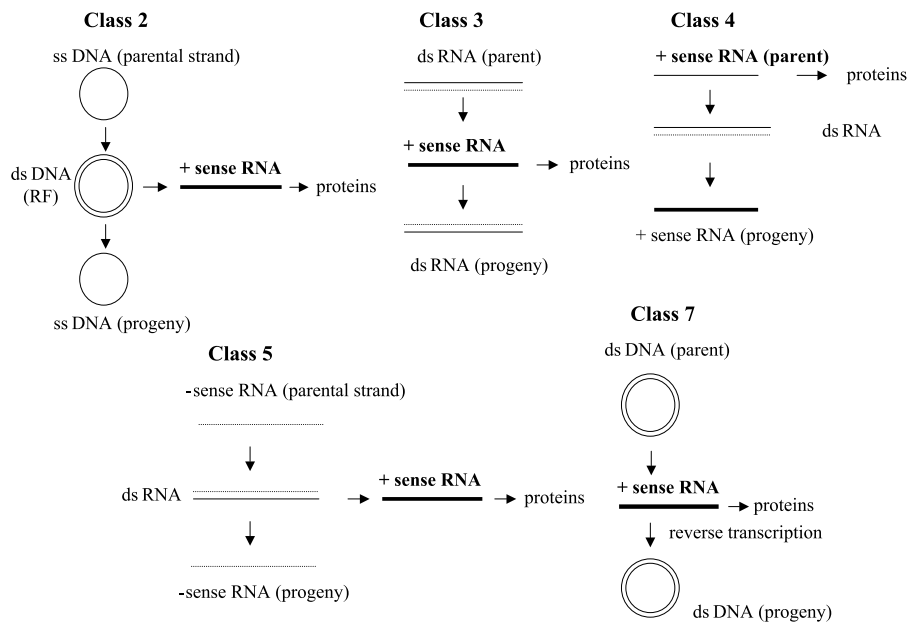 Class 2
ss DNA (parental strand)
ds DNA
(RF)
+ sense RNA
proteins
ss DNA (progeny)
Class 3
ds RNA (parent)
+ sense RNA
proteins
ds RNA (progeny)
Class 4
+ sense RNA (parent)
proteins
ds RNA
+ sense RNA (progeny)
Class 5
-sense RNA (parental strand)
ds RNA
+ sense RNA
proteins
-sense RNA (progeny)
Class 7
ds DNA (parent)
+ sense RNA
proteins
reverse transcription
ds DNA (progeny)